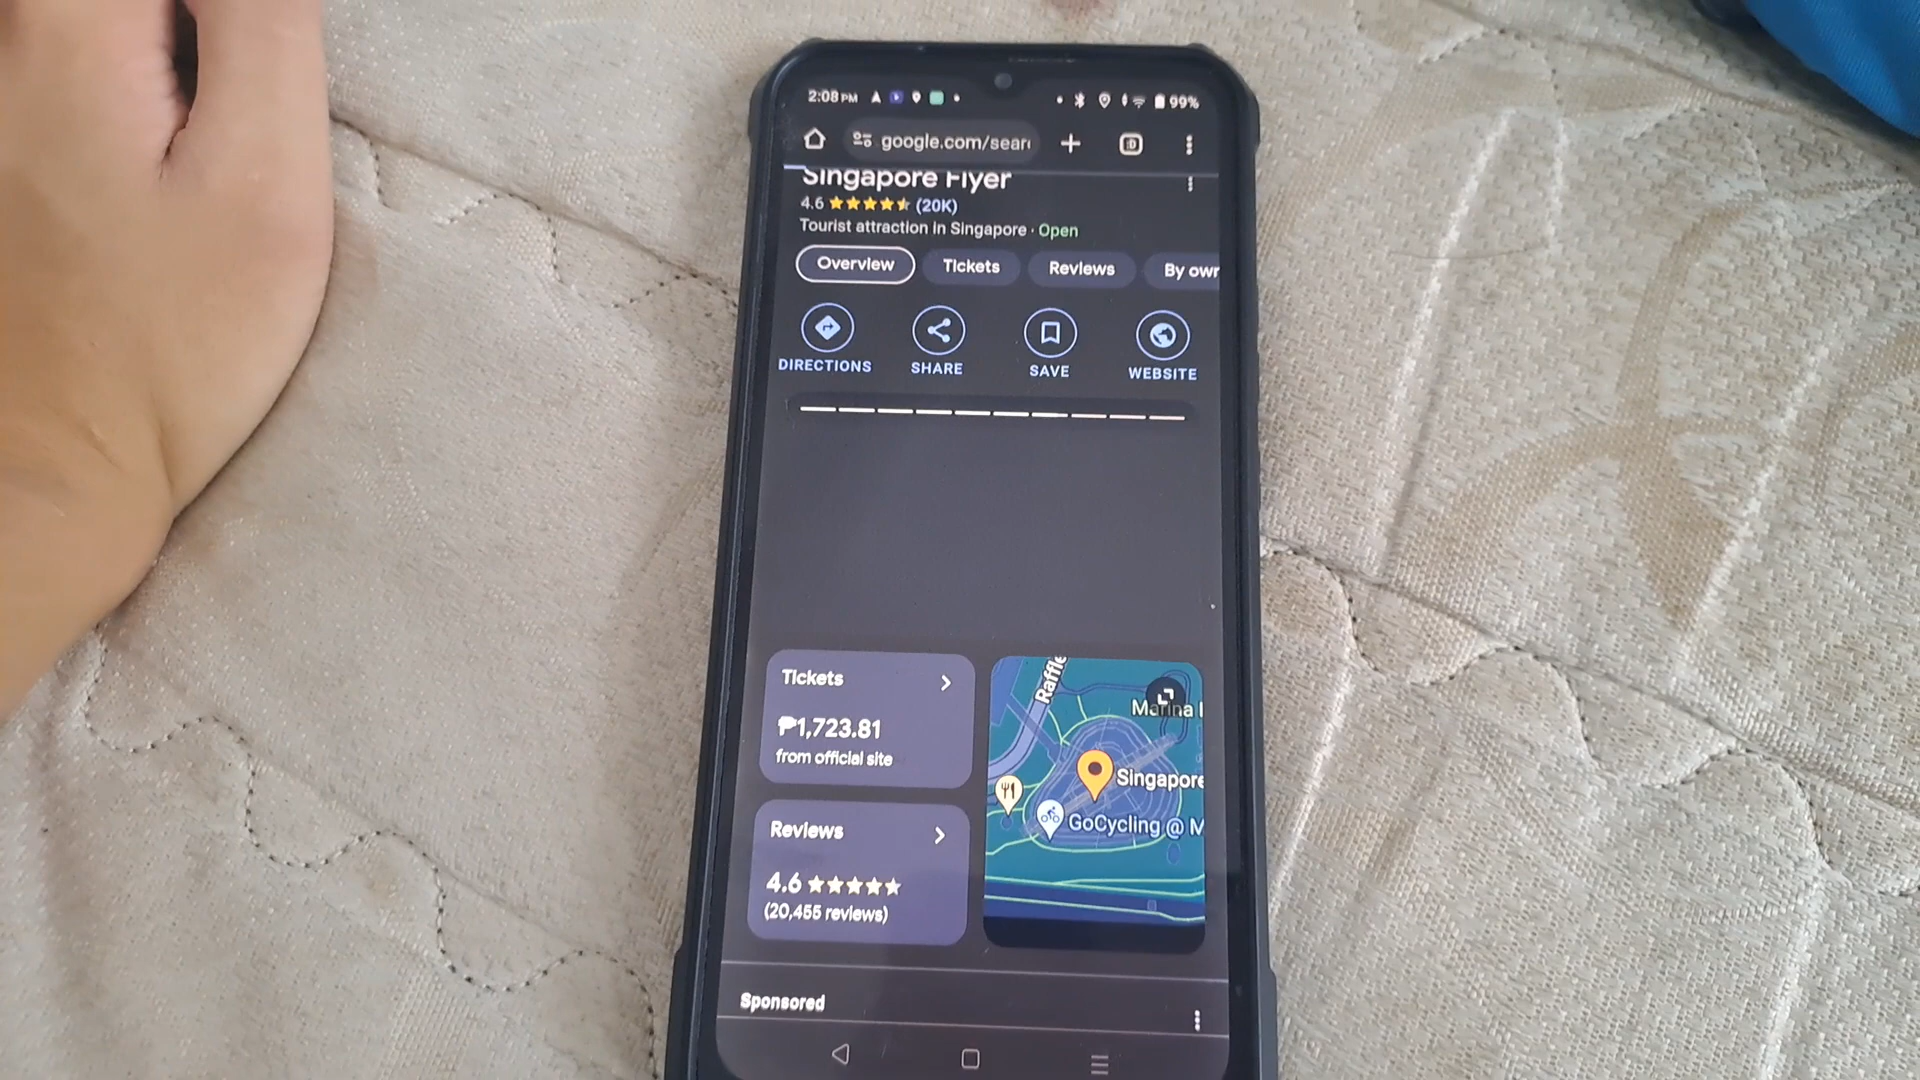 2:08 PM
99%
google.com/sear
Singapore Flyer
4.6 (20K)
Tourist attraction in Singapore · Open
Overview
Tickets
Reviews
By own
DIRECTIONS
SHARE
SAVE
WEBSITE
Tickets
₱1,723.81
from official site
Reviews
4.6
(20,455 reviews)
Raffle
Marina
Singapore
GoCycling @ M
Sponsored